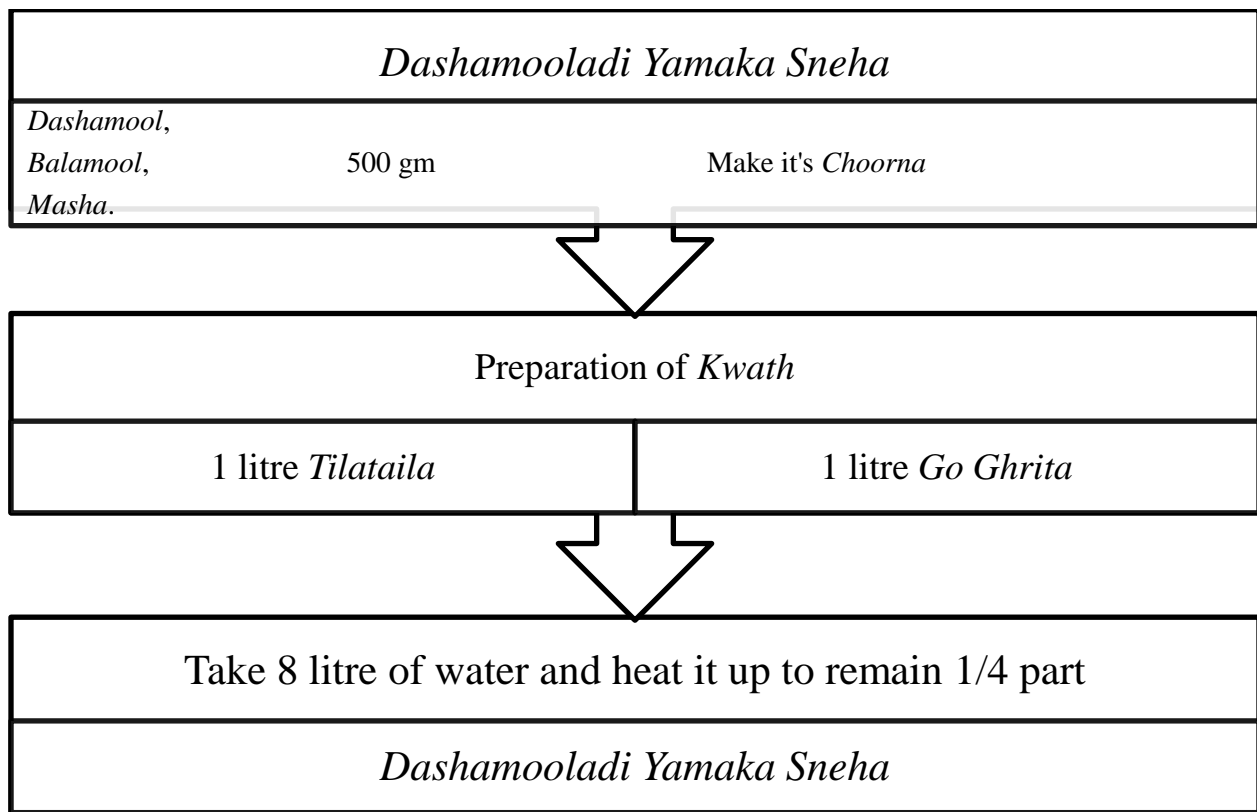 Dashamooladi Yamaka Sneha
Dashamool,
Balamool,
Masha.
500 gm
Make it's Choorna
Preparation of Kwath
1 litre Tilataila
1 litre Go Ghrita
Take 8 litre of water and heat it up to remain 1/4 part
Dashamooladi Yamaka Sneha